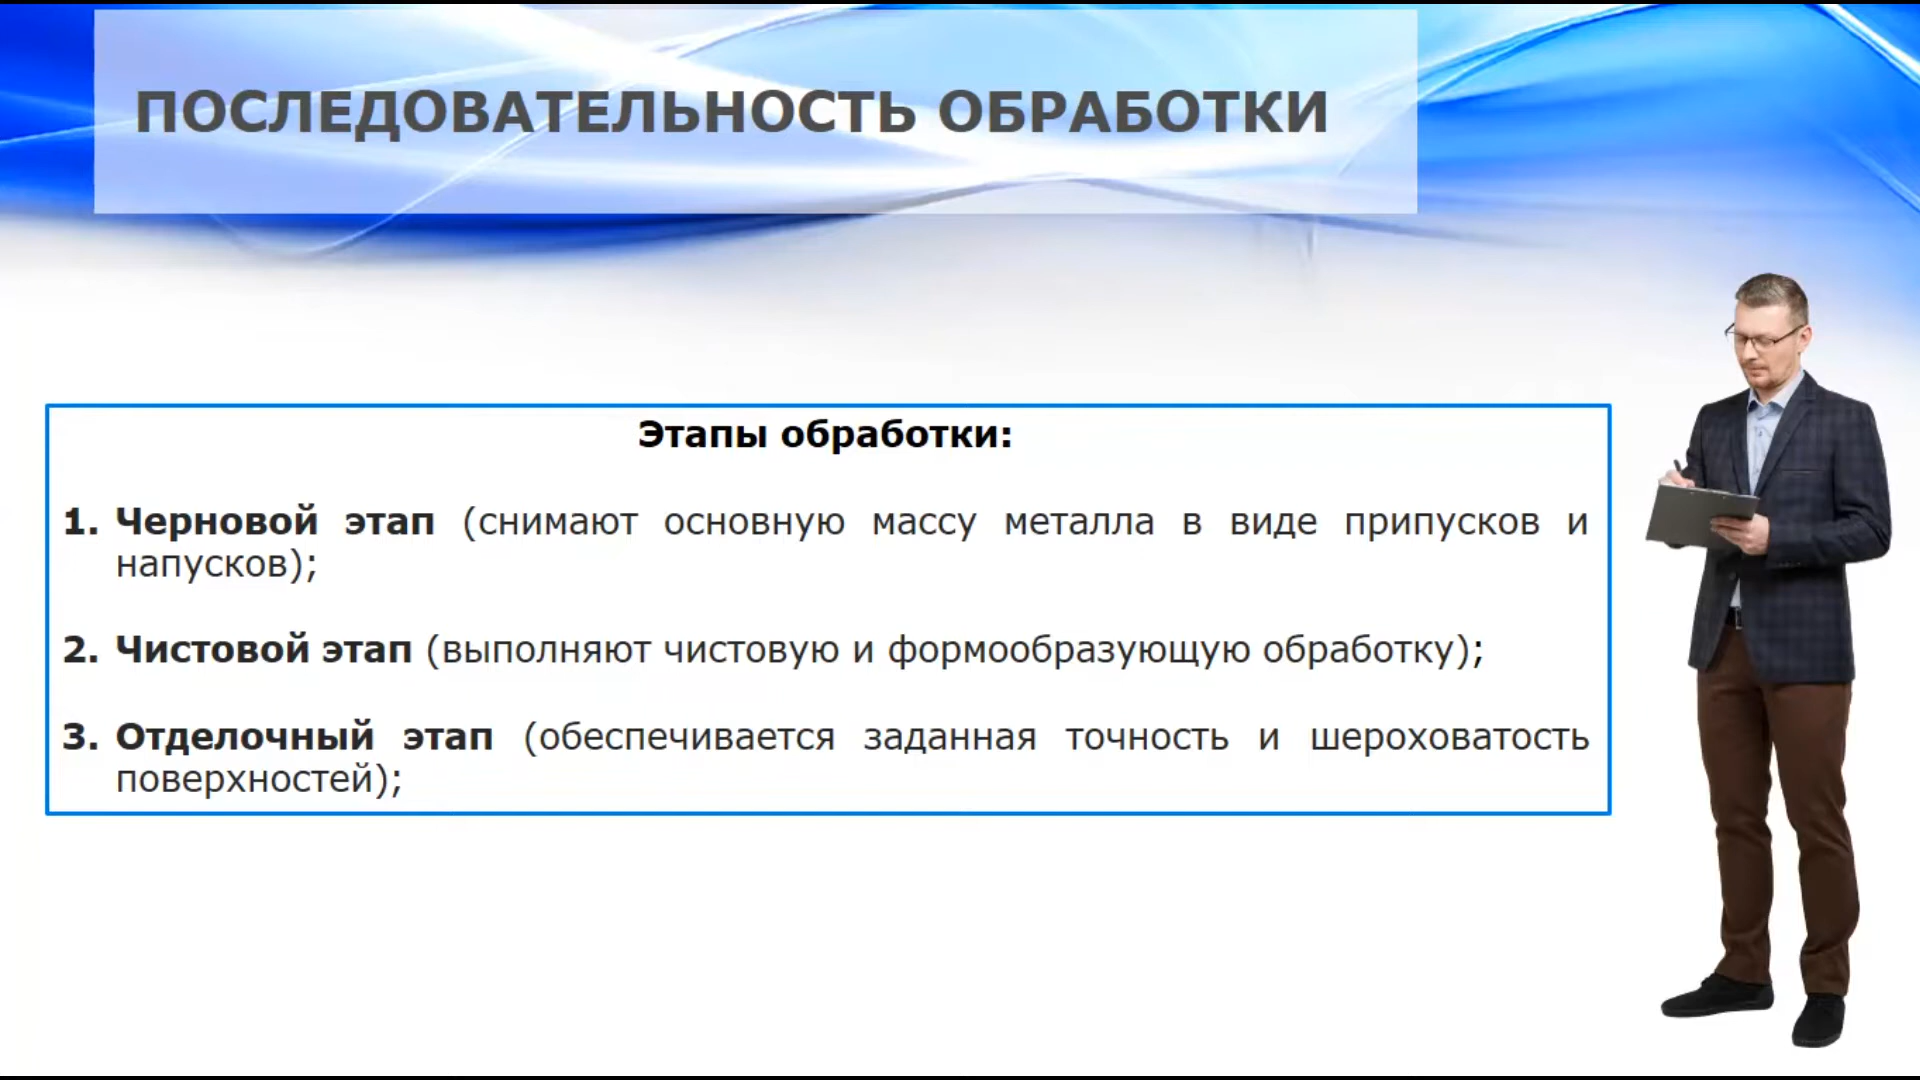 ПОСЛЕДОВАТЕЛЬНОСТЬ ОБРАБОТКИ
Этапы обработки:
1. Черновой этап (снимают основную массу металла в виде припусков и
напусков);
2. Чистовой этап (выполняют чистовую и формообразующую обработку);
3. Отделочный этап (обеспечивается заданная точность и шероховатость
поверхностей);